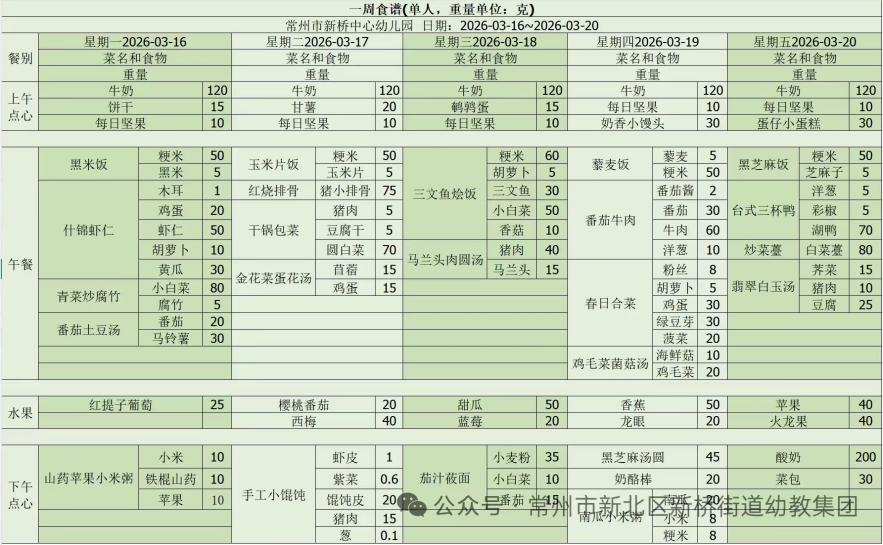 一周食谱(单人，重量单位：克)
常州市新桥中心幼儿园 日期：2026-03-16~2026-03-20
餐别 星期一2026-03-16 星期二2026-03-17 星期三2026-03-18 星期四2026-03-19 星期五2026-03-20
菜名和食物 菜名和食物 菜名和食物 菜名和食物 菜名和食物
重量 重量 重量 重量 重量
上午点心 牛奶 120 牛奶 120 牛奶 120 牛奶 120 牛奶 120
饼干 15 甘薯 20 鹌鹑蛋 15 每日坚果 10 每日坚果 10
每日坚果 10 每日坚果 10 每日坚果 10 奶香小馒头 30 蛋仔小蛋糕 30
午餐 黑米饭 粳米 50 玉米片饭 粳米 50 三文鱼烩饭 粳米 60 藜麦饭 藜麦 5 黑芝麻饭 粳米 50
黑米 5 玉米片 5 胡萝卜 5 粳米 50 芝麻子 5
什锦虾仁 木耳 1 红烧排骨 猪小排骨 75 三文鱼 30 番茄牛肉 番茄酱 2 台式三杯鸭 洋葱 5
鸡蛋 20 干锅包菜 猪肉 5 小白菜 50 番茄 30 彩椒 5
虾仁 50 豆腐干 5 香菇 10 牛肉 60 湖鸭 70
胡萝卜 10 圆白菜 70 马兰头肉圆汤 猪肉 40 洋葱 10 炒菜薹 白菜薹 80
黄瓜 30 金花菜蛋花汤 苜蓿 15 马兰头 15 春日合菜 粉丝 8 翡翠白玉汤 荠菜 15
青菜炒腐竹 小白菜 80 鸡蛋 15 胡萝卜 5 猪肉 10
腐竹 5 鸡蛋 30 豆腐 25
番茄土豆汤 番茄 20 绿豆芽 30
马铃薯 30 菠菜 20
鸡毛菜菌菇汤 海鲜菇 10
鸡毛菜 20
水果 红提子葡萄 25 樱桃番茄 20 甜瓜 50 香蕉 50 苹果 40
西梅 40 蓝莓 20 龙眼 20 火龙果 40
下午点心 山药苹果小米粥 小米 10 手工小馄饨 虾皮 1 茄汁莜面 小麦粉 35 黑芝麻汤圆 45 酸奶 200
铁棍山药 10 紫菜 0.6 小白菜 10 奶酪棒 20 菜包 30
苹果 10 馄饨皮 20 番茄 15 南瓜小米粥 南瓜 20
猪肉 15 小米 8
葱 0.1 粳米 8
公众号·常州市新北区新桥街道幼教集团